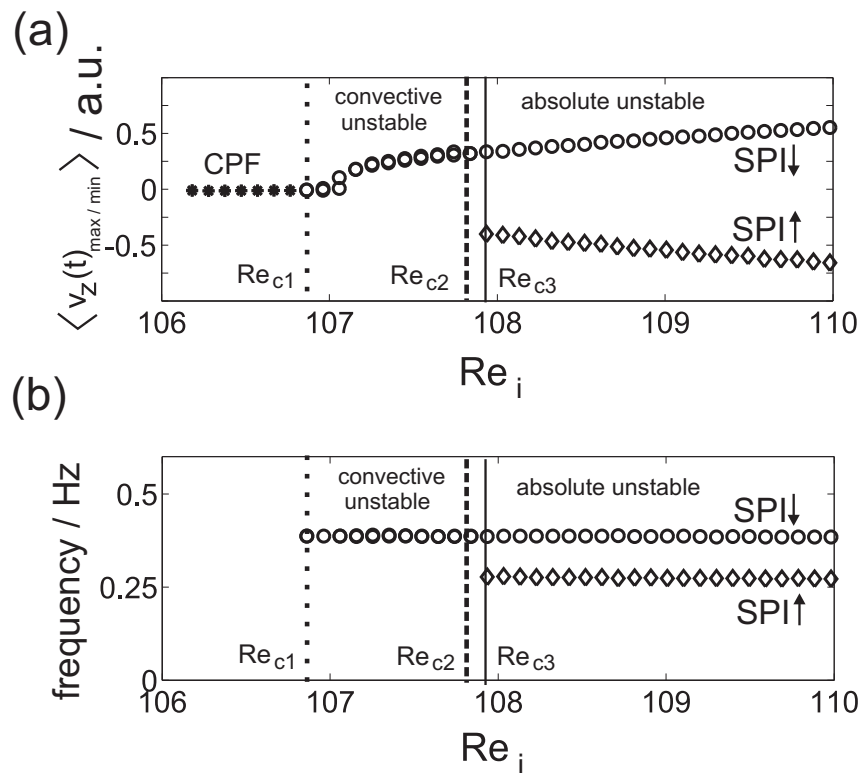 (a)
⟨v_z(t)_max / min⟩ / a.u.
0.5
0
-0.5
convective
unstable
absolute unstable
CPF
SPI↓
SPI↑
Re_c1
Re_c2
Re_c3
106 107 108 109 110
Re_i
(b)
frequency / Hz
0.5
0.25
0
convective
unstable
absolute unstable
SPI↓
SPI↑
Re_c1
Re_c2
Re_c3
106 107 108 109 110
Re_i